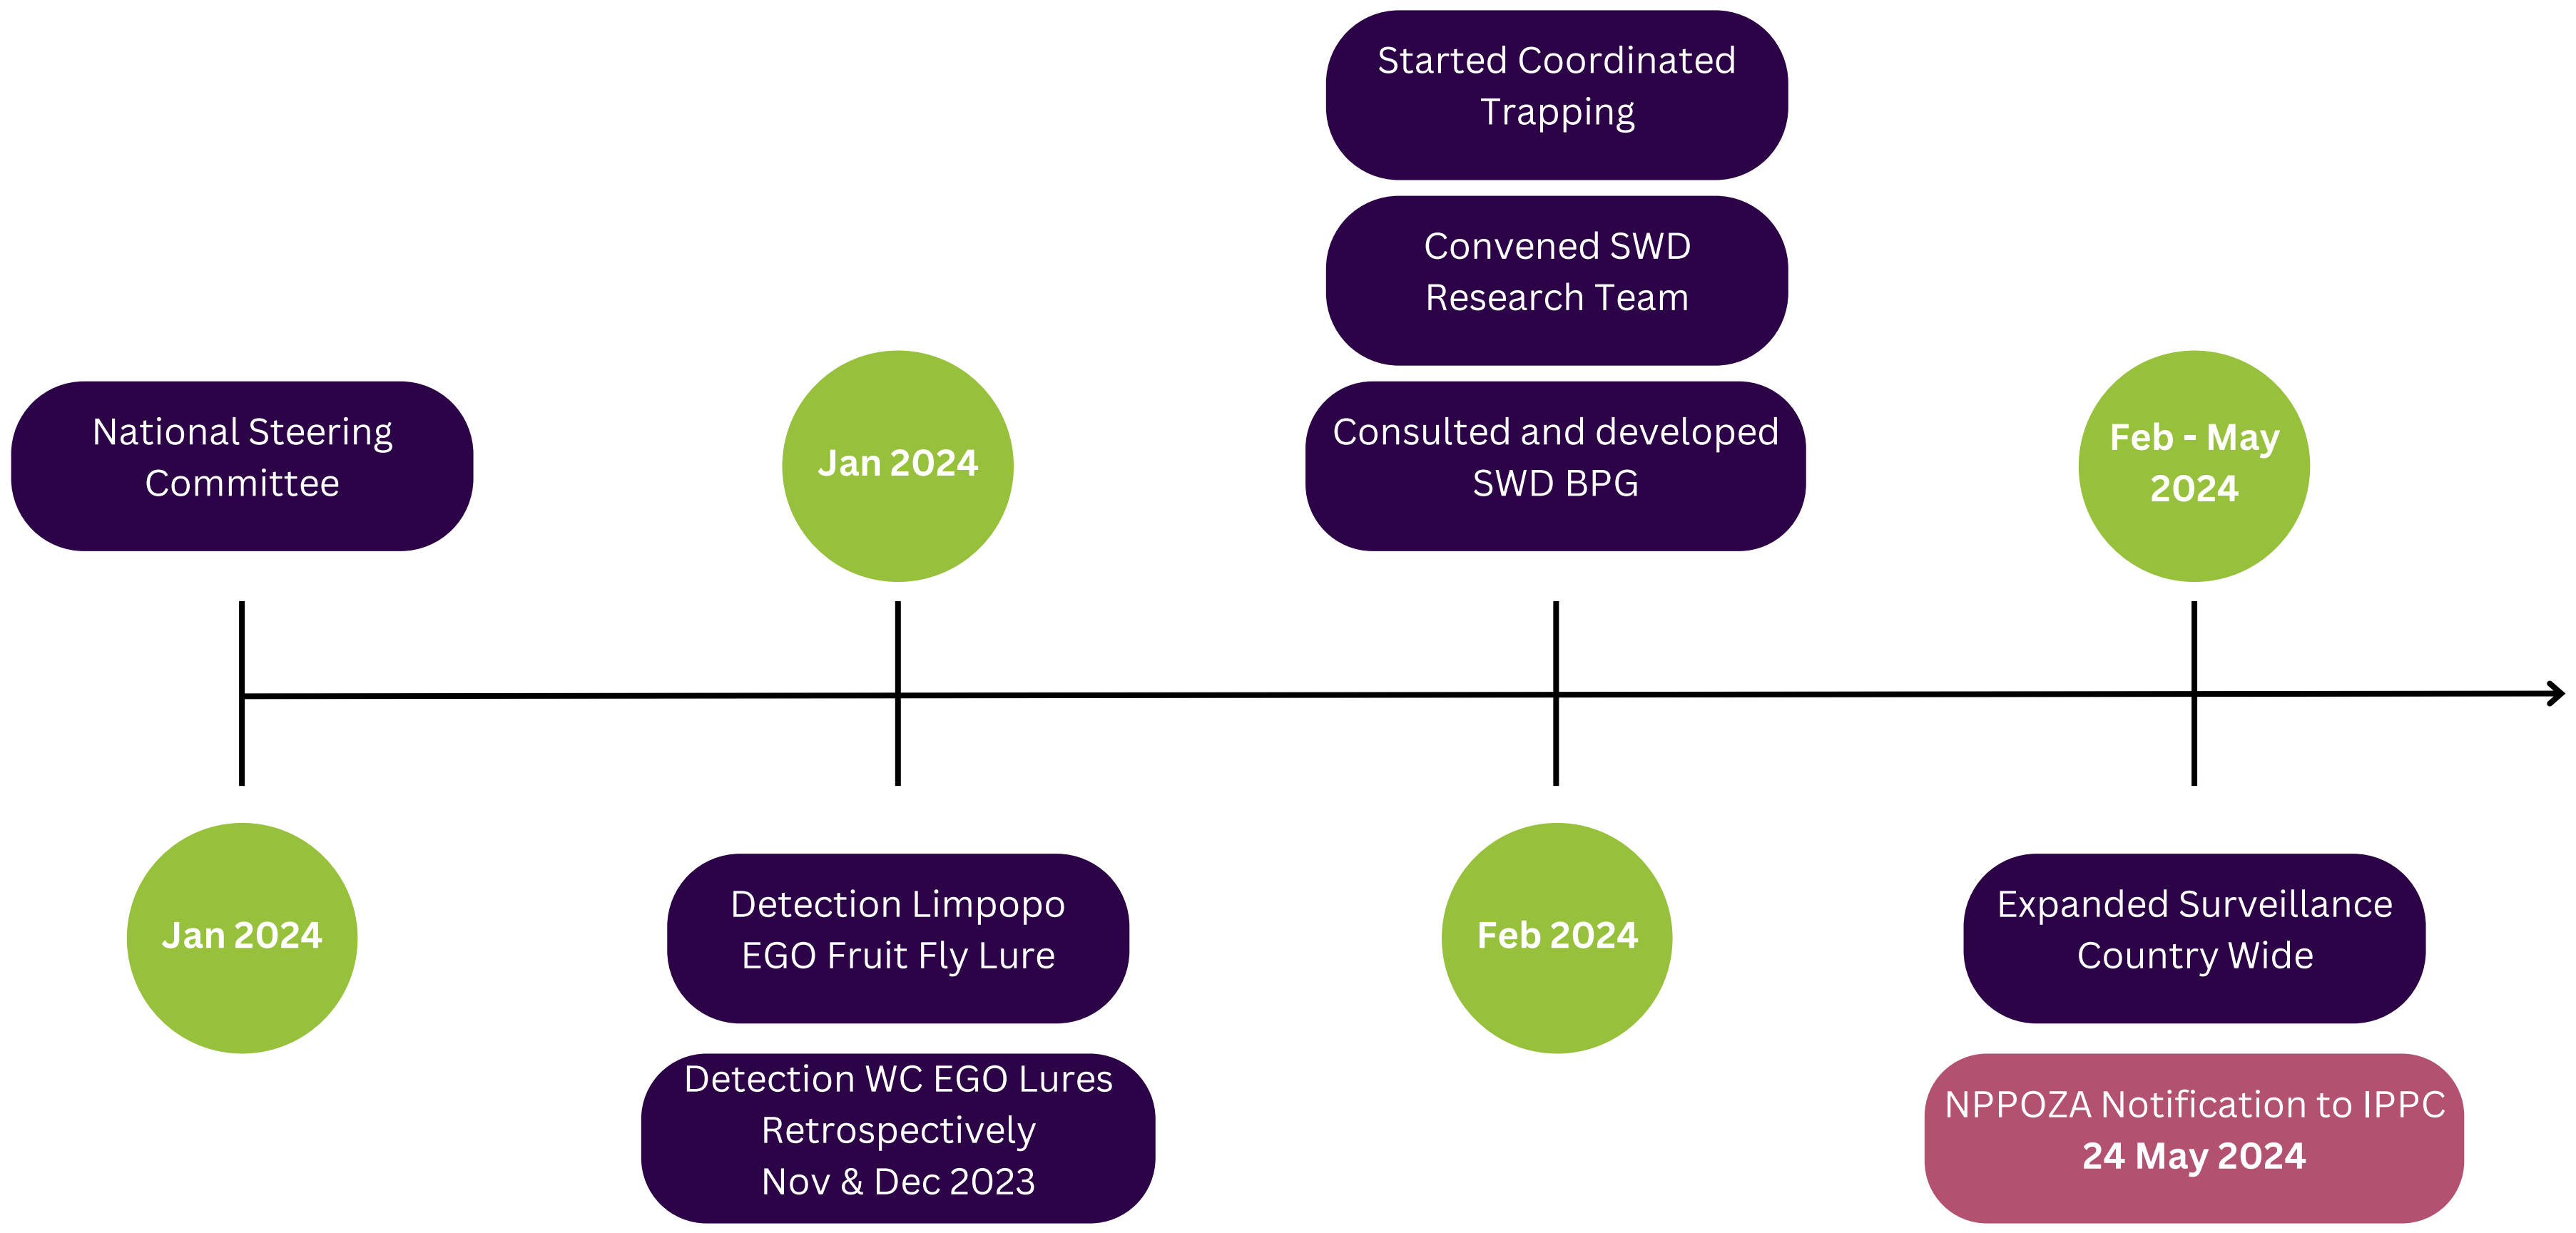 National Steering
Committee
Jan 2024
Jan 2024
Detection Limpopo
EGO Fruit Fly Lure
Detection WC EGO Lures
Retrospectively
Nov & Dec 2023
Started Coordinated
Trapping
Convened SWD
Research Team
Consulted and developed
SWD BPG
Feb 2024
Feb - May
2024
Expanded Surveillance
Country Wide
NPPOZA Notification to IPPC
24 May 2024